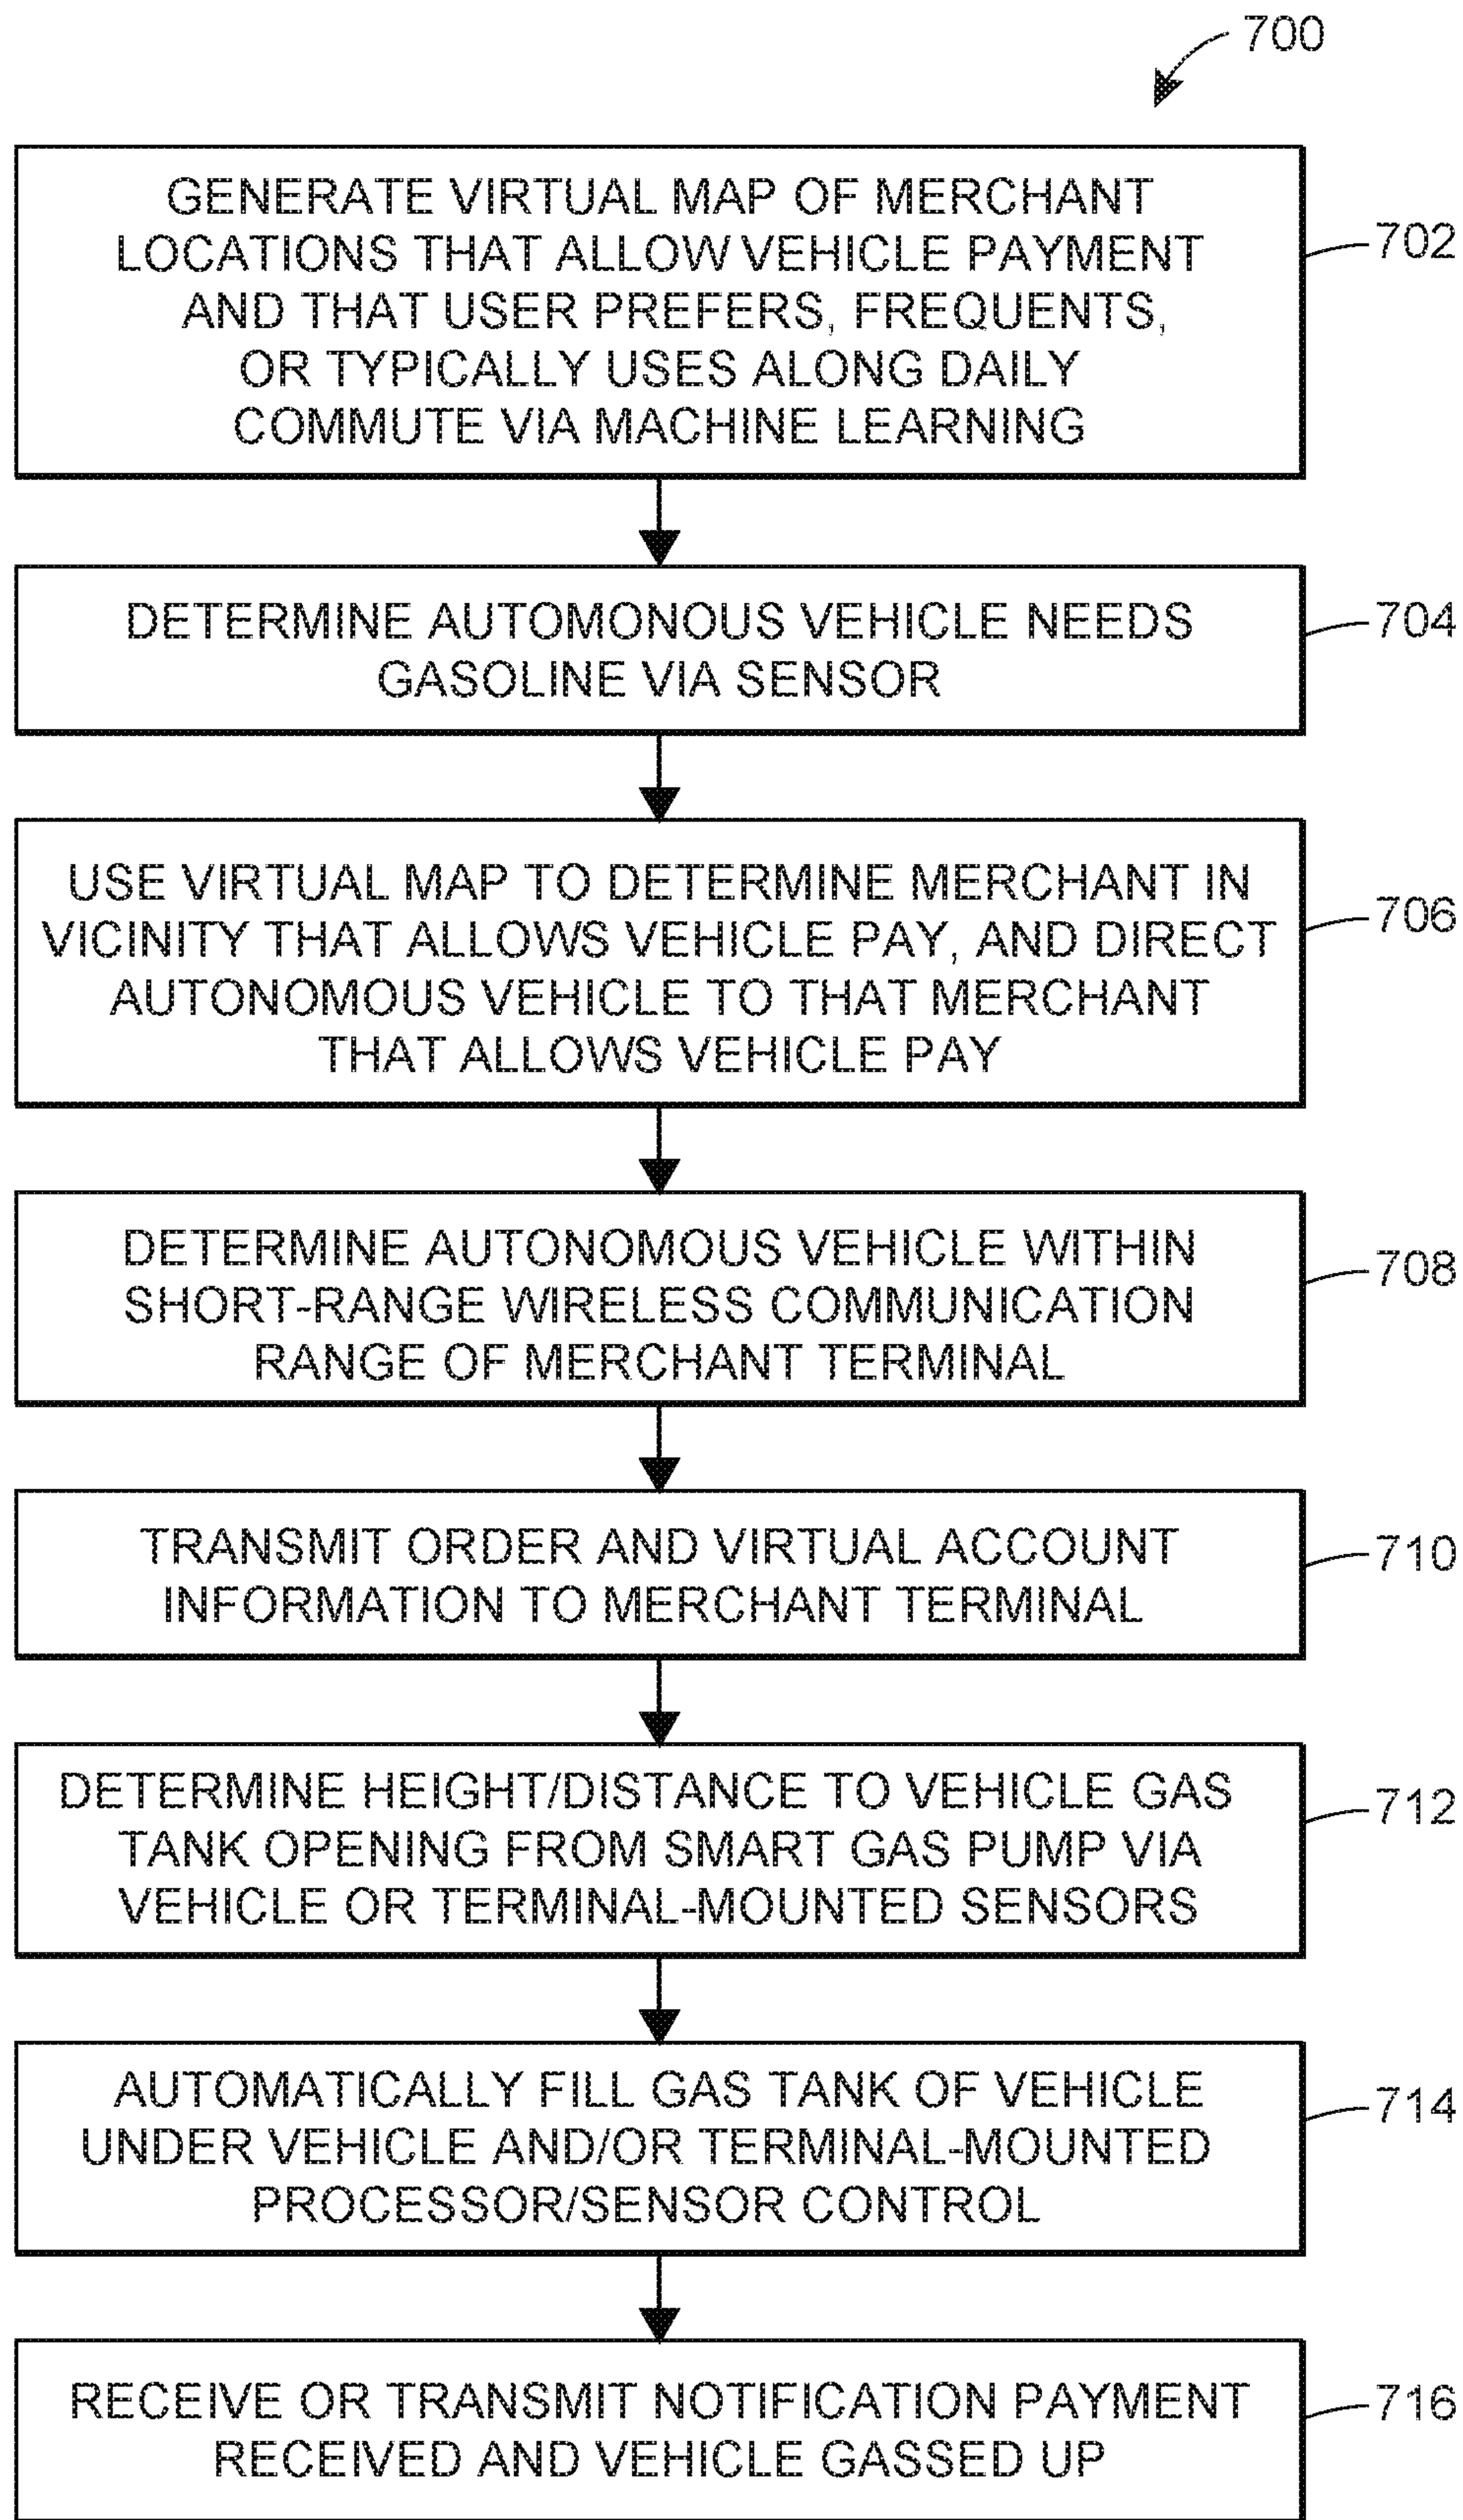 700
GENERATE VIRTUAL MAP OF MERCHANT
LOCATIONS THAT ALLOW VEHICLE PAYMENT
AND THAT USER PREFERS, FREQUENTS,
OR TYPICALLY USES ALONG DAILY
COMMUTE VIA MACHINE LEARNING
702
DETERMINE AUTOMONOUS VEHICLE NEEDS
GASOLINE VIA SENSOR
704
USE VIRTUAL MAP TO DETERMINE MERCHANT IN
VICINITY THAT ALLOWS VEHICLE PAY, AND DIRECT
AUTONOMOUS VEHICLE TO THAT MERCHANT
THAT ALLOWS VEHICLE PAY
706
DETERMINE AUTONOMOUS VEHICLE WITHIN
SHORT-RANGE WIRELESS COMMUNICATION
RANGE OF MERCHANT TERMINAL
708
TRANSMIT ORDER AND VIRTUAL ACCOUNT
INFORMATION TO MERCHANT TERMINAL
710
DETERMINE HEIGHT/DISTANCE TO VEHICLE GAS
TANK OPENING FROM SMART GAS PUMP VIA
VEHICLE OR TERMINAL-MOUNTED SENSORS
712
AUTOMATICALLY FILL GAS TANK OF VEHICLE
UNDER VEHICLE AND/OR TERMINAL-MOUNTED
PROCESSOR/SENSOR CONTROL
714
RECEIVE OR TRANSMIT NOTIFICATION PAYMENT
RECEIVED AND VEHICLE GASSED UP
716